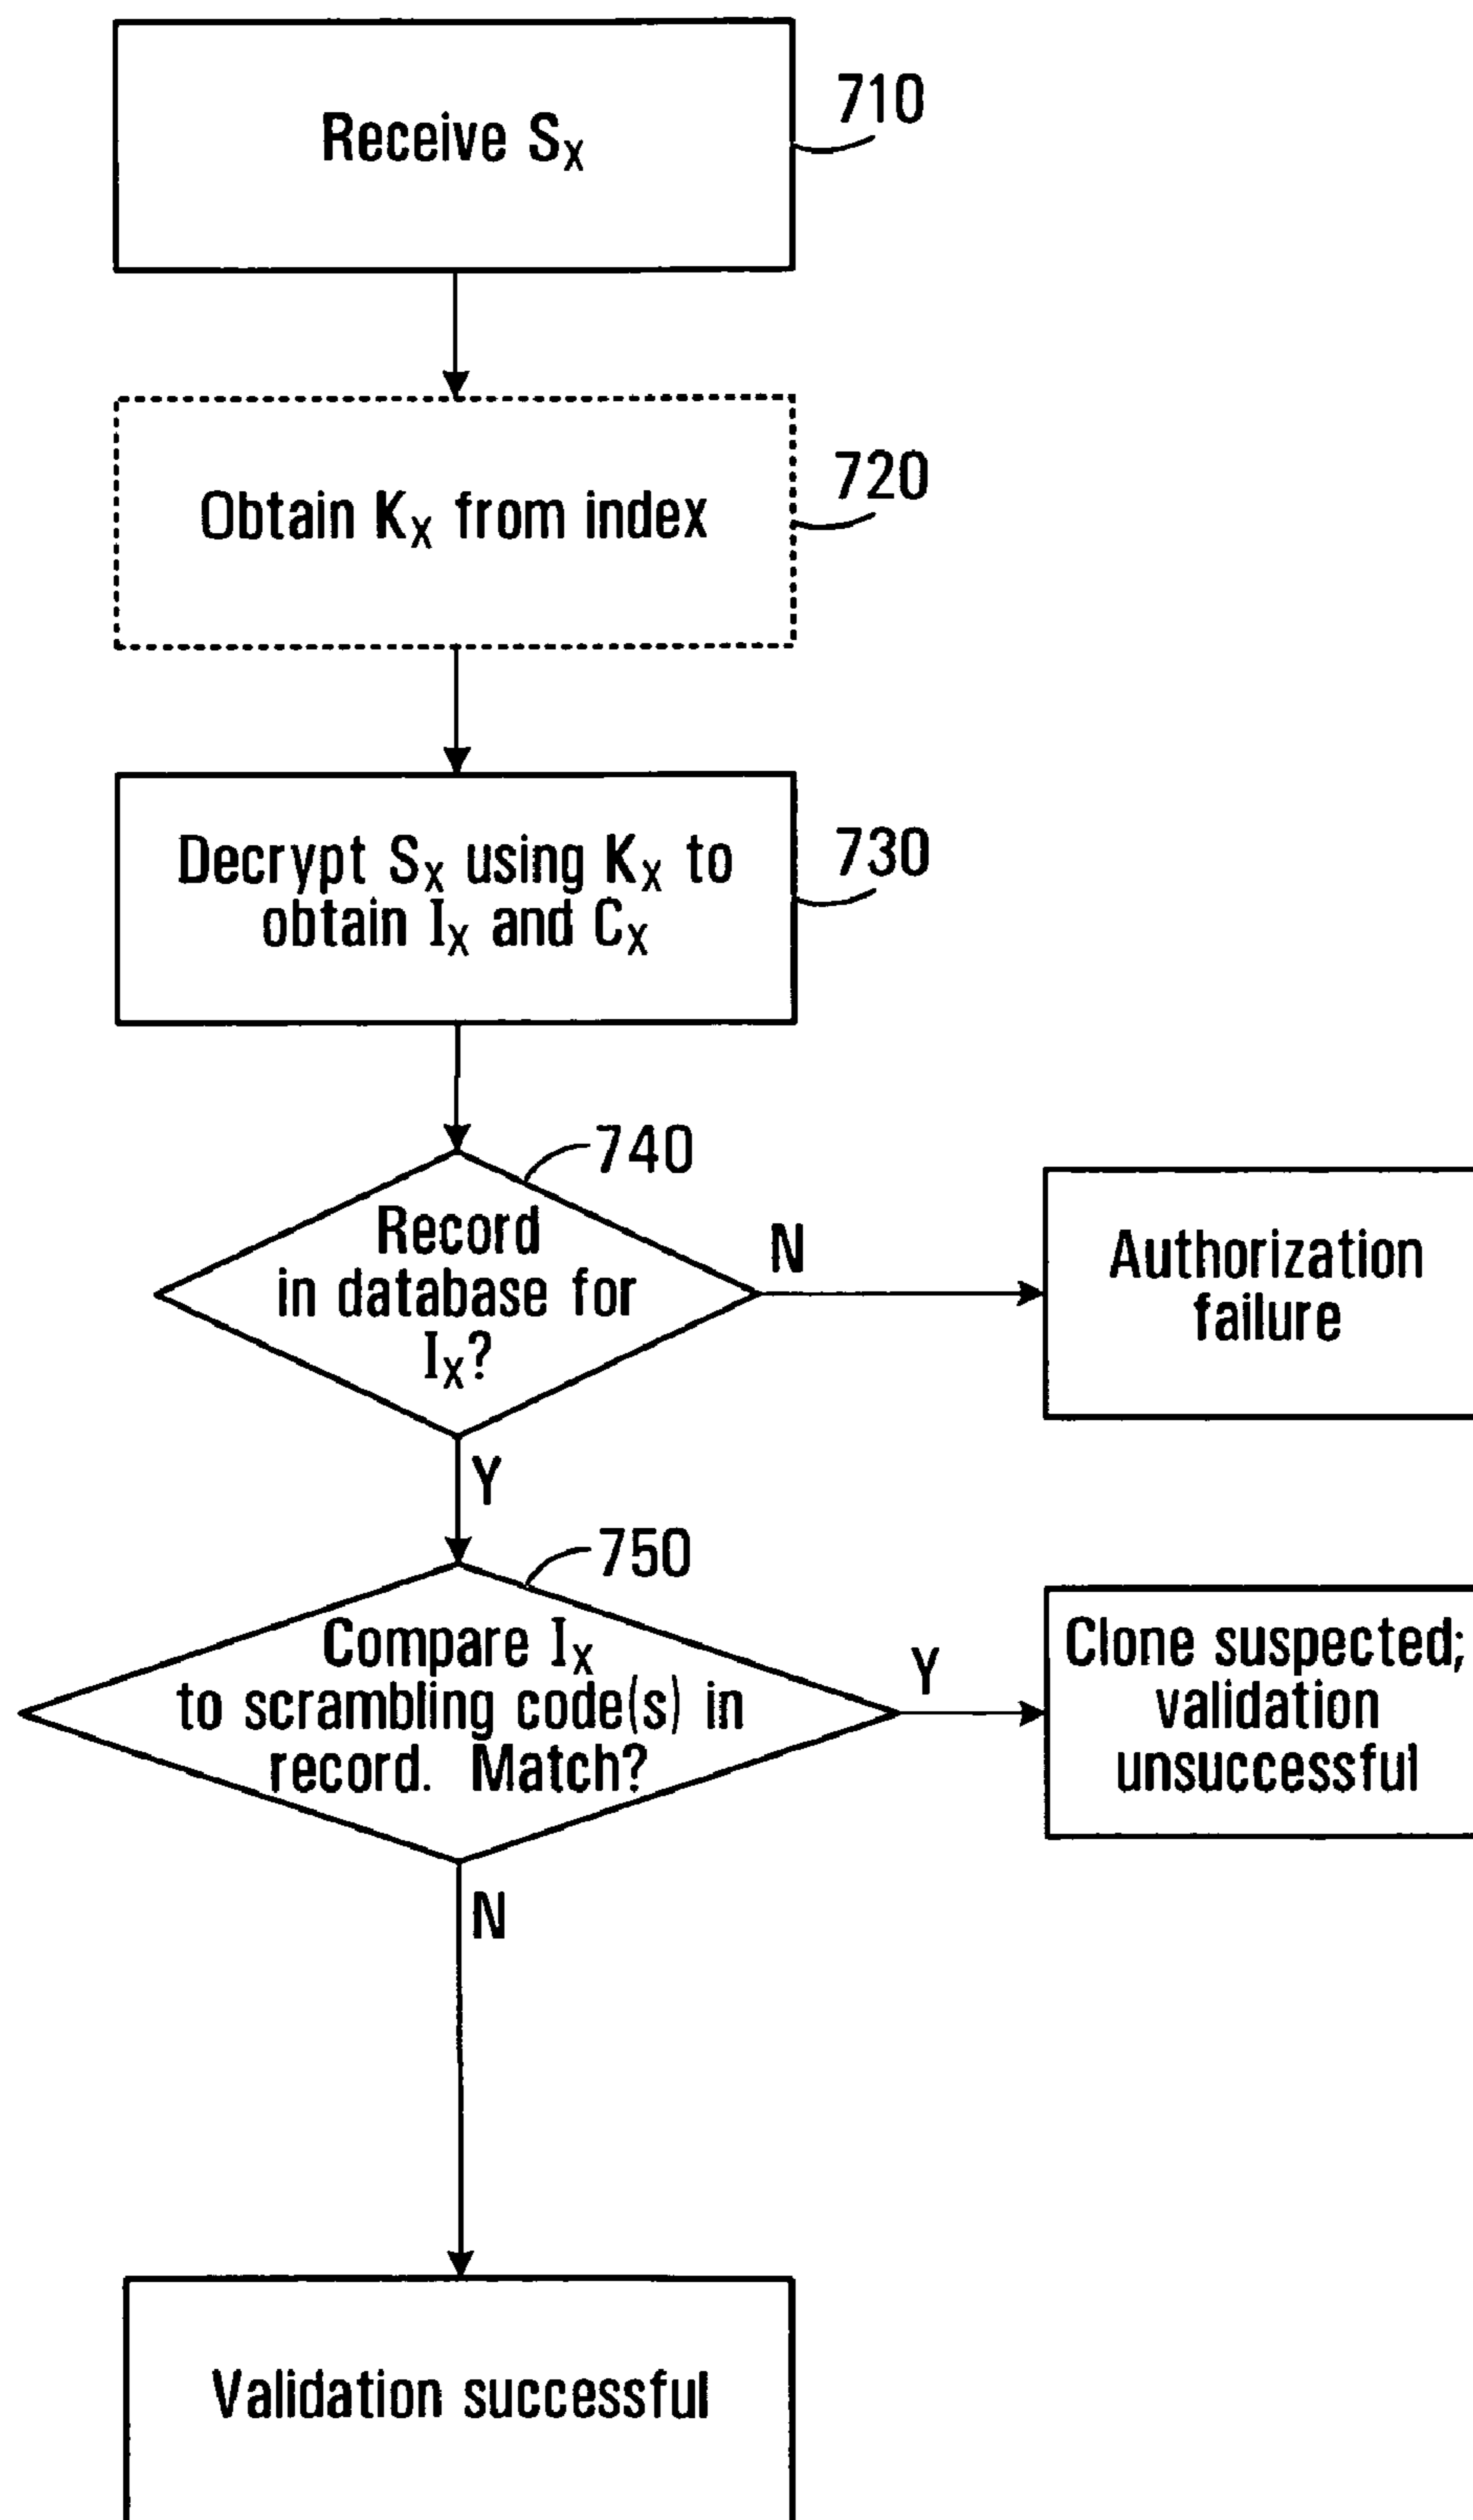 Receive Sx
710
Obtain Kx from index
720
Decrypt Sx using Kx to
obtain Ix and Cx
730
740
Record
in database for
Ix?
N
Authorization
failure
Y
750
Compare Ix
to scrambling code(s) in
record. Match?
Y
Clone suspected;
validation
unsuccessful
N
Validation successful